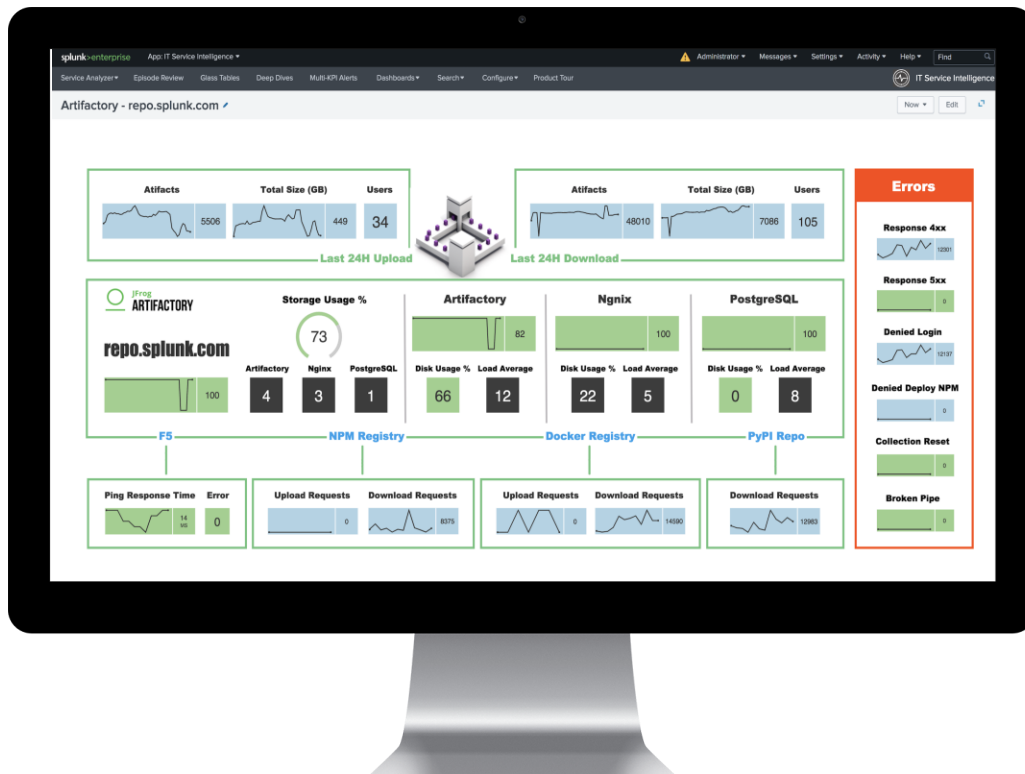 splunk>enterprise App: IT Service Intelligence Administrator Messages Settings Activity Help Find
Service Analyzer Episode Review Glass Tables Deep Dives Multi-KPI Alerts Dashboards Search Configure Product Tour IT Service Intelligence
Artifactory - repo.splunk.com Now Edit
Atifacts Total Size (GB) Users
5506 449 34
Last 24H Upload
Atifacts Total Size (GB) Users
48010 7086 105
Last 24H Download
JFrog
ARTIFACTORY
repo.splunk.com
100
Storage Usage %
73
Artifactory Nginx PostgreSQL
4 3 1
Artifactory
82
Disk Usage % Load Average
66 12
Ngnix
100
Disk Usage % Load Average
22 5
PostgreSQL
100
Disk Usage % Load Average
0 8
F5 NPM Registry Docker Registry PyPI Repo
Ping Response Time Error
14 0
Upload Requests Download Requests
0 8375
Upload Requests Download Requests
0 14590
Download Requests
12983
Errors
Response 4xx
12301
Response 5xx
0
Denied Login
12137
Denied Deploy NPM
0
Collection Reset
0
Broken Pipe
0